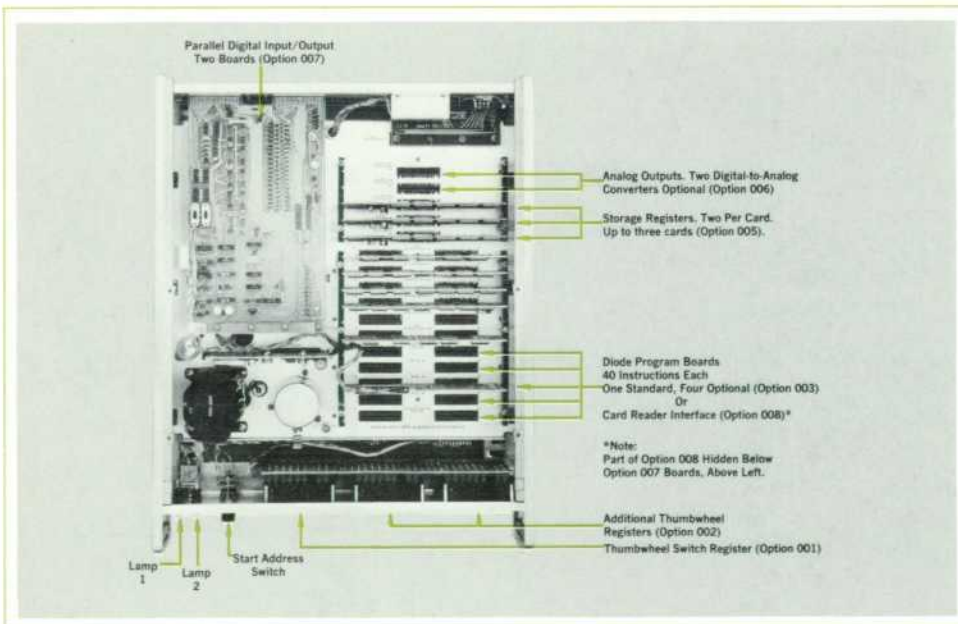 Parallel Digital Input/Output
Two Boards (Option 007)
Analog Outputs. Two Digital-to-Analog
Converters Optional (Option 006)
Storage Registers. Two Per Card.
Up to three cards (Option 005).
Diode Program Boards
40 Instructions Each
One Standard, Four Optional (Option 003)
Or
Card Reader Interface (Option 008)*
*Note:
Part of Option 008 Hidden Below
Option 007 Boards, Above Left.
Additional Thumbwheel
Registers (Option 002)
Thumbwheel Switch Register (Option 001)
Lamp
1
Lamp
2
Start Address
Switch